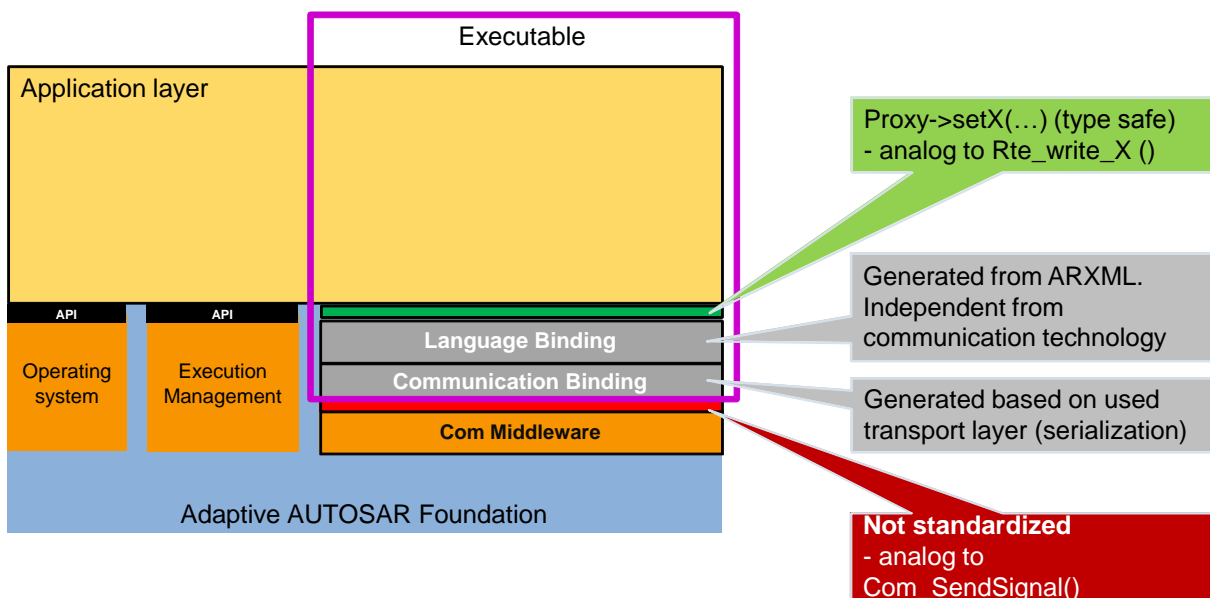 Executable
Application layer
Proxy->setX(…) (type safe)
- analog to Rte_write_X ()
API
API
Generated from ARXML.
Independent from
communication technology
Language Binding
Operating
system
Execution
Management
Communication Binding
Generated based on used
transport layer (serialization)
Com Middleware
Adaptive AUTOSAR Foundation
Not standardized
- analog to
Com_SendSignal()